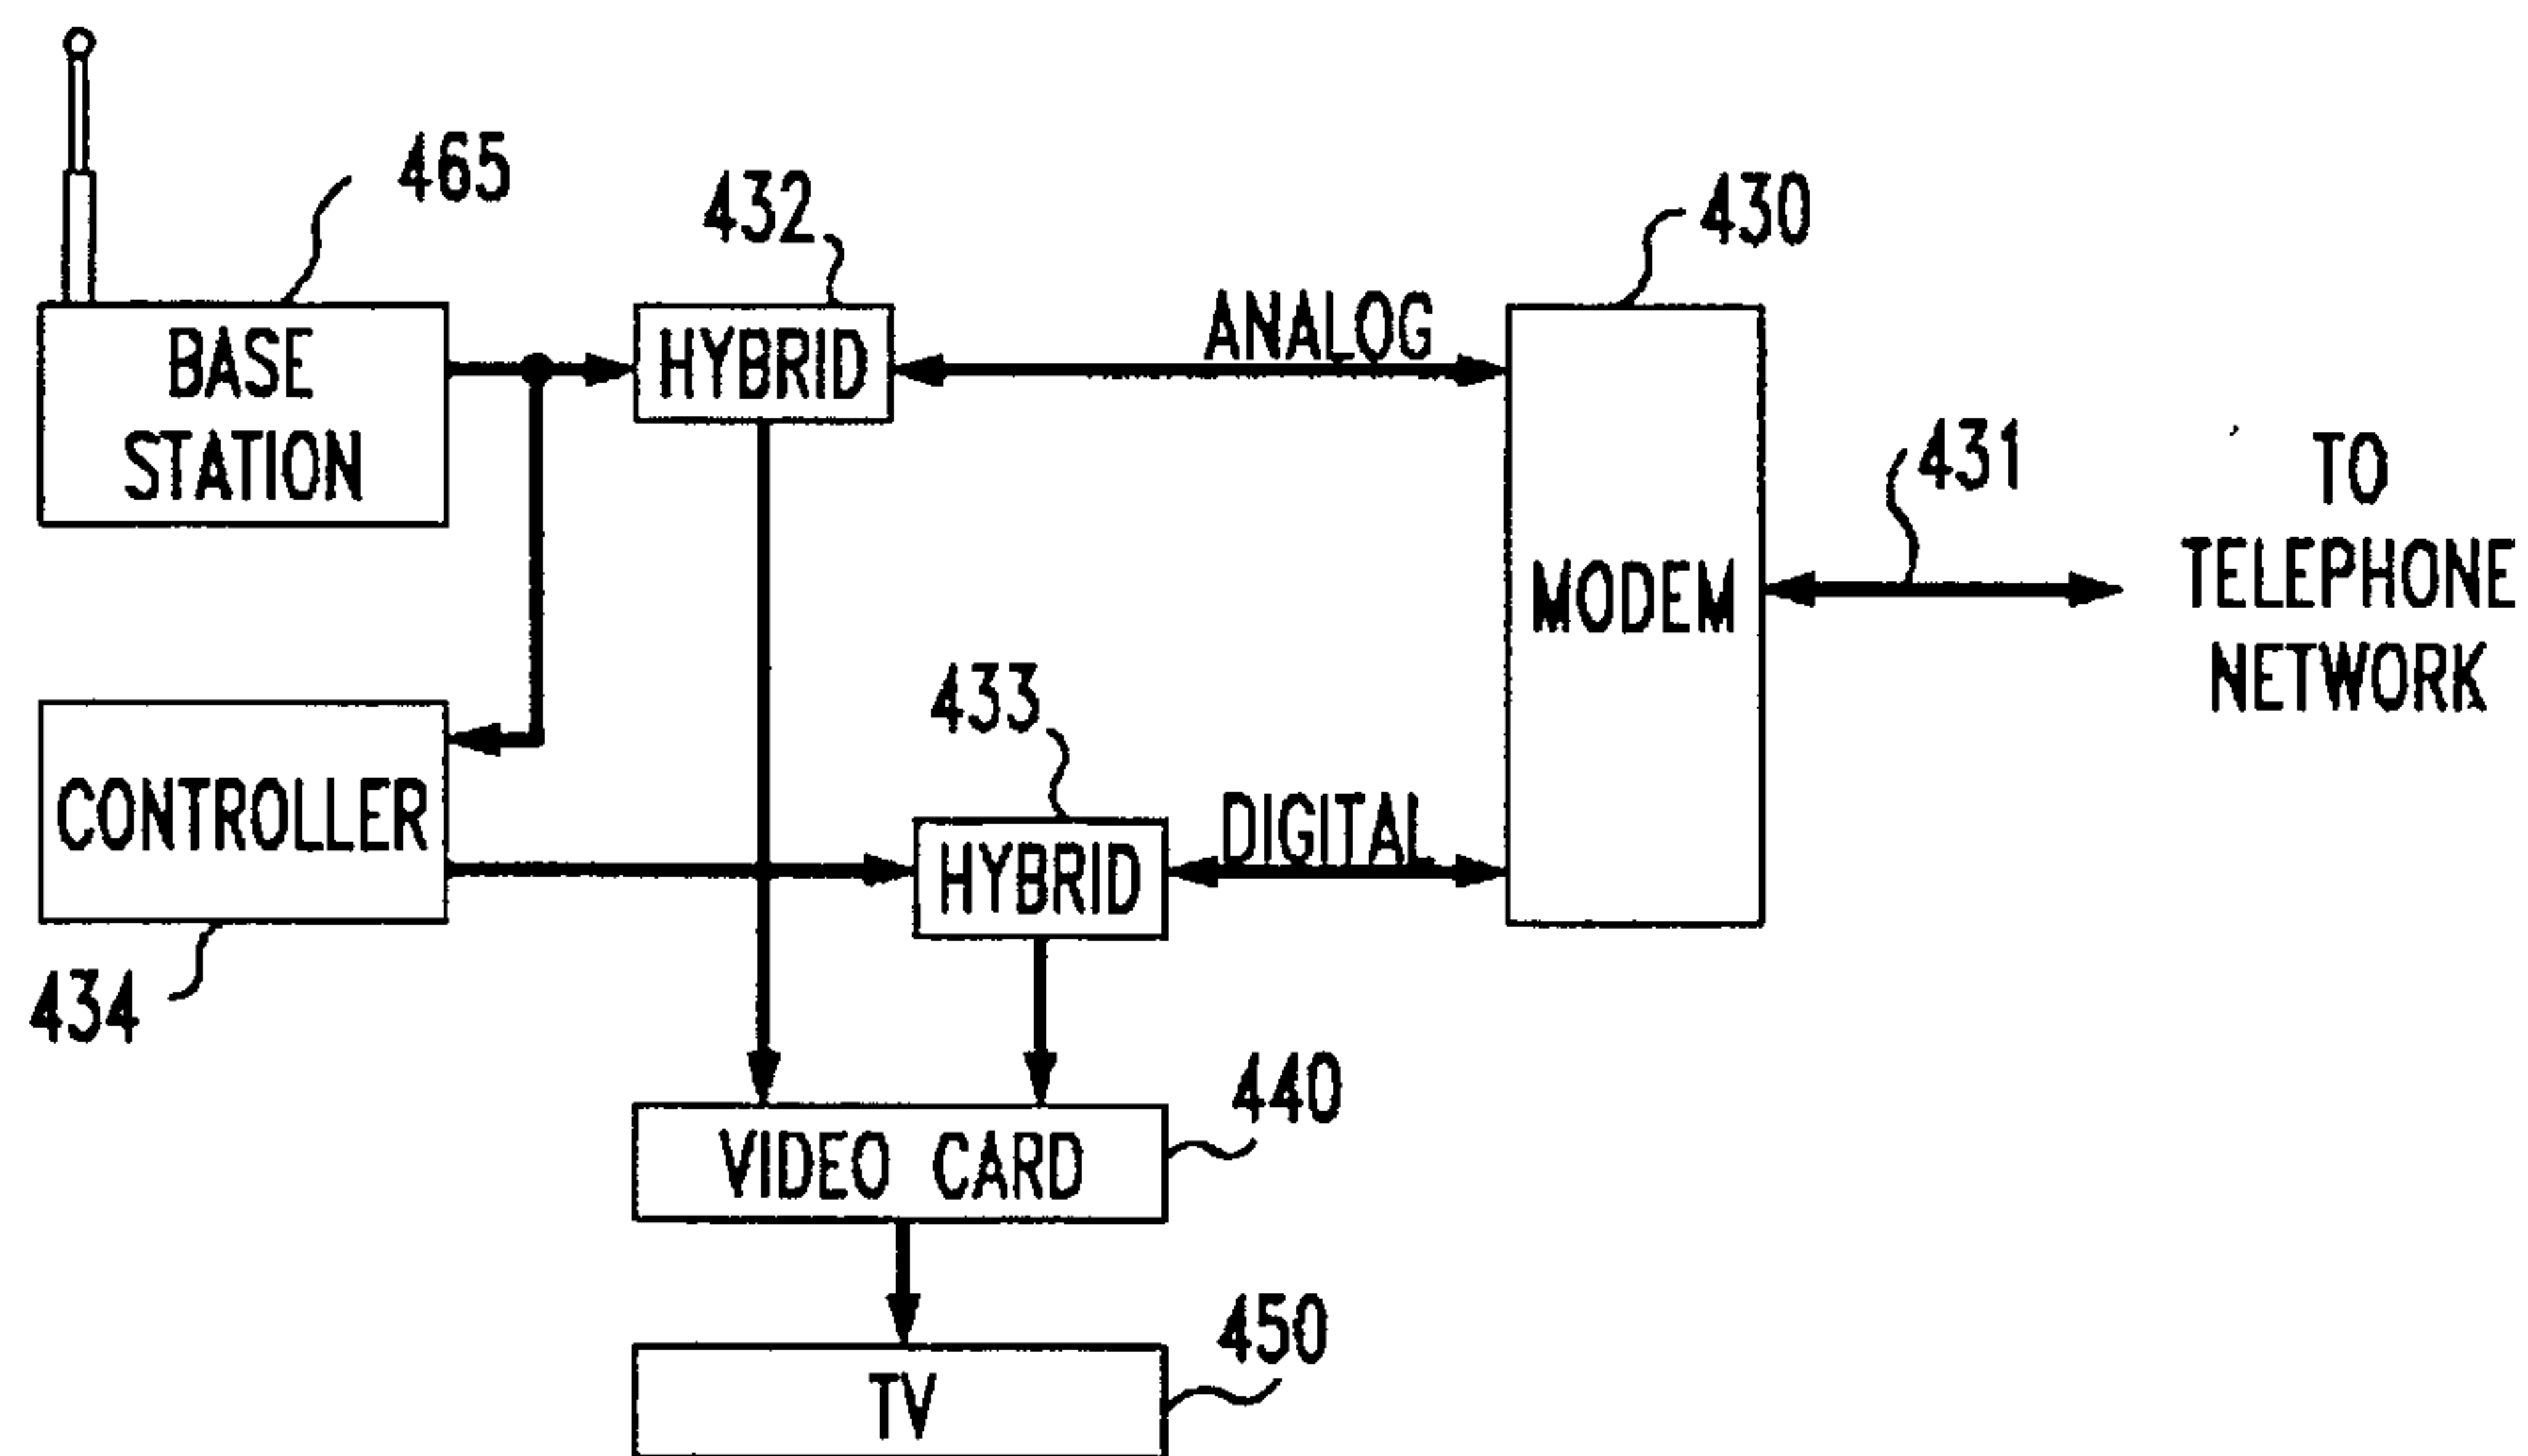 465
432
430
BASE
STATION
HYBRID
ANALOG
431
TO
TELEPHONE
NETWORK
MODEM
433
CONTROLLER
HYBRID
DIGITAL
434
440
VIDEO CARD
450
TV